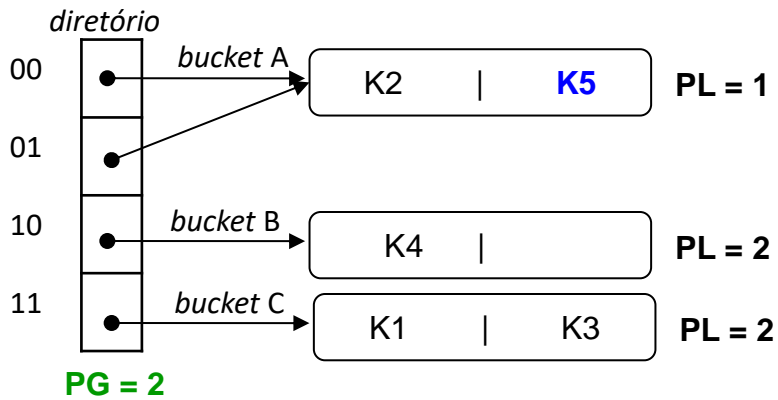 diretório
00 bucket A K2 | K5 PL = 1
01
10 bucket B K4 | PL = 2
11 bucket C K1 | K3 PL = 2
PG = 2